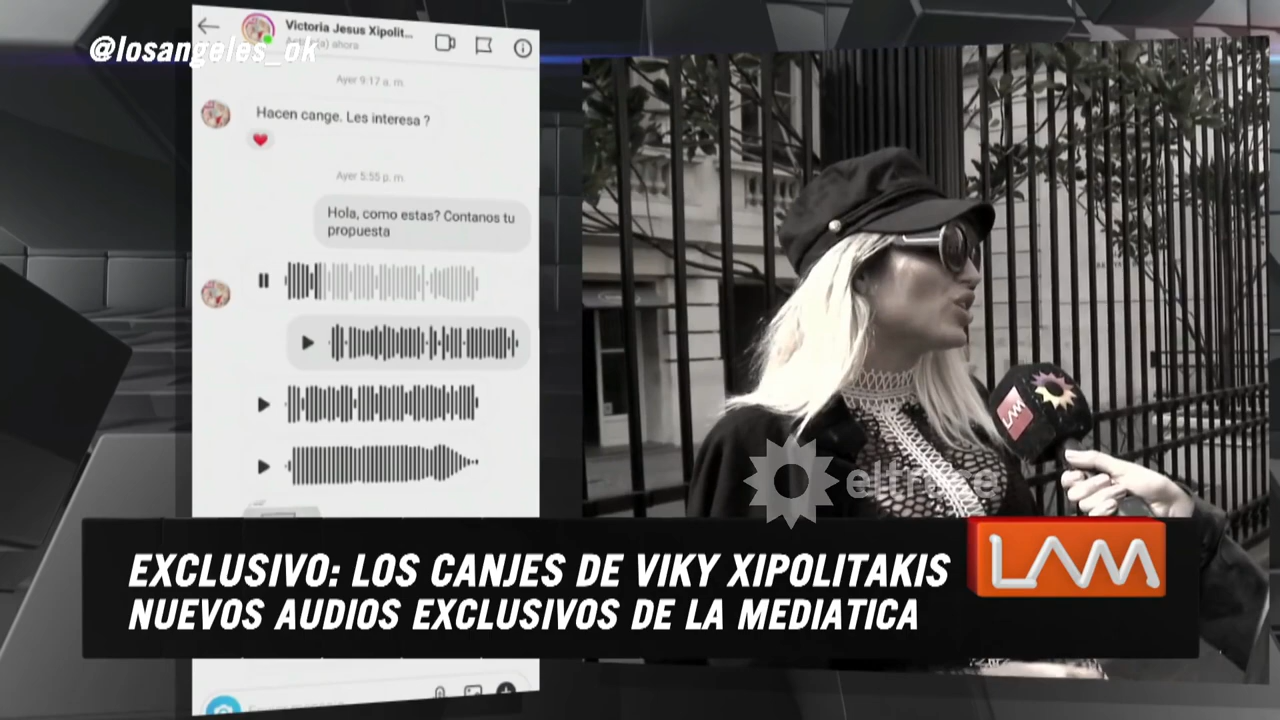 @losangeles_ok
Victoria Jesus Xipolit...
ahora
Ayer 9:17 a. m.
Hacen cange. Les interesa ?
Ayer 5:55 p. m.
Hola, como estas? Contanos tu
propuesta
LAM
eltrece
EXCLUSIVO: LOS CANJES DE VIKY XIPOLITAKIS
NUEVOS AUDIOS EXCLUSIVOS DE LA MEDIATICA
LAM